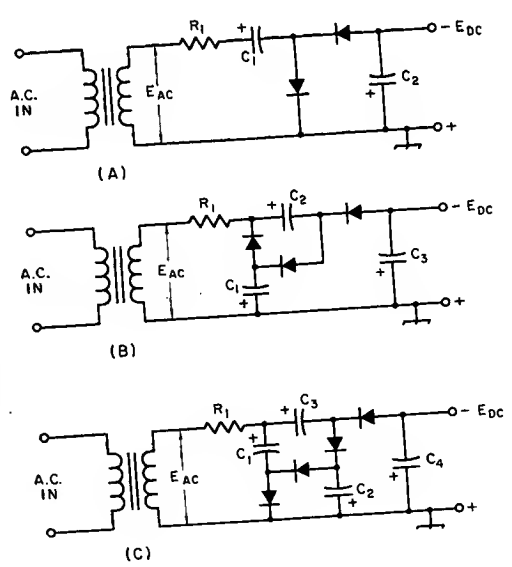 R1
+
C1
- EDC
A.C.
IN
EAC
+
C2
+
(A)
R1
+
C2
- EDC
A.C.
IN
EAC
C1
+
+
C3
+
(B)
R1
+
C3
- EDC
A.C.
IN
EAC
+
C1
C2
+
+
C4
+
(C)